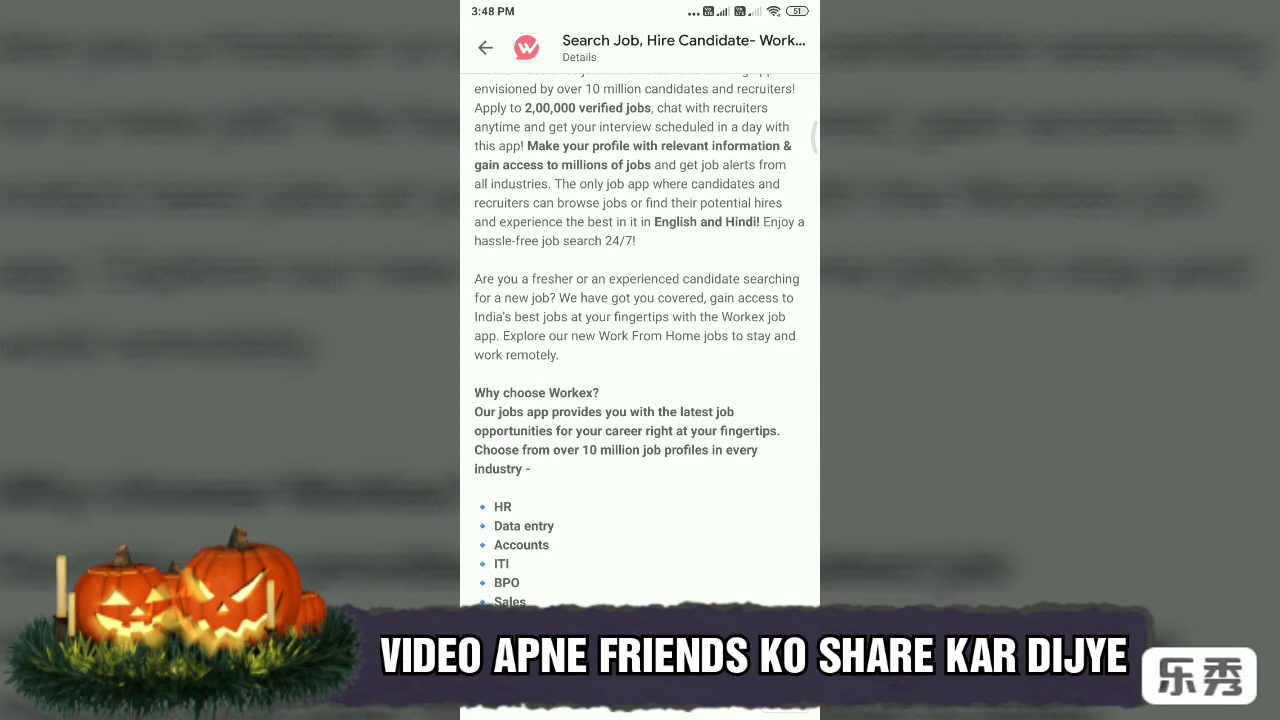 3:48 PM
51
Search Job, Hire Candidate- Work...
Details
envisioned by over 10 million candidates and recruiters!
Apply to 2,00,000 verified jobs, chat with recruiters
anytime and get your interview scheduled in a day with
this app! Make your profile with relevant information &
gain access to millions of jobs and get job alerts from
all industries. The only job app where candidates and
recruiters can browse jobs or find their potential hires
and experience the best in it in English and Hindi! Enjoy a
hassle-free job search 24/7!
Are you a fresher or an experienced candidate searching
for a new job? We have got you covered, gain access to
India's best jobs at your fingertips with the Workex job
app. Explore our new Work From Home jobs to stay and
work remotely.
Why choose Workex?
Our jobs app provides you with the latest job
opportunities for your career right at your fingertips.
Choose from over 10 million job profiles in every
industry -
HR
Data entry
Accounts
ITI
BPO
Sales
VIDEO APNE FRIENDS KO SHARE KAR DIJYE
乐秀